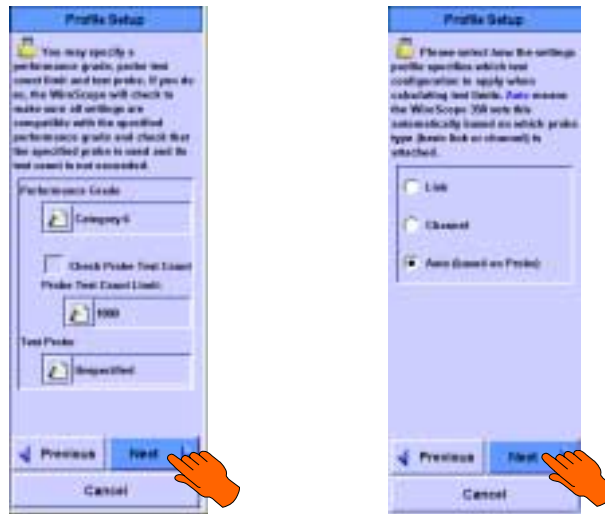 Profile Setup
You may specify a
performance grade, probe test
count limit and test probe. If you do
so, the WireScope will check to
make sure all settings are
compatible with the specified
performance grade and check that
the specified probe is used and its
test count is not exceeded.
Performance Grade
Category 6
Check Probe Test Count
Probe Test Count Limit:
1000
Test Probe
Unspecified
Previous
Next
Cancel
Profile Setup
Please select how the settings
profile specifies which test
configuration to apply when
calculating test limits. Auto means
the WireScope 350 sets this
automatically based on which probe
type (basic link or channel) is
attached.
Link
Channel
Auto (based on Probe)
Previous
Next
Cancel